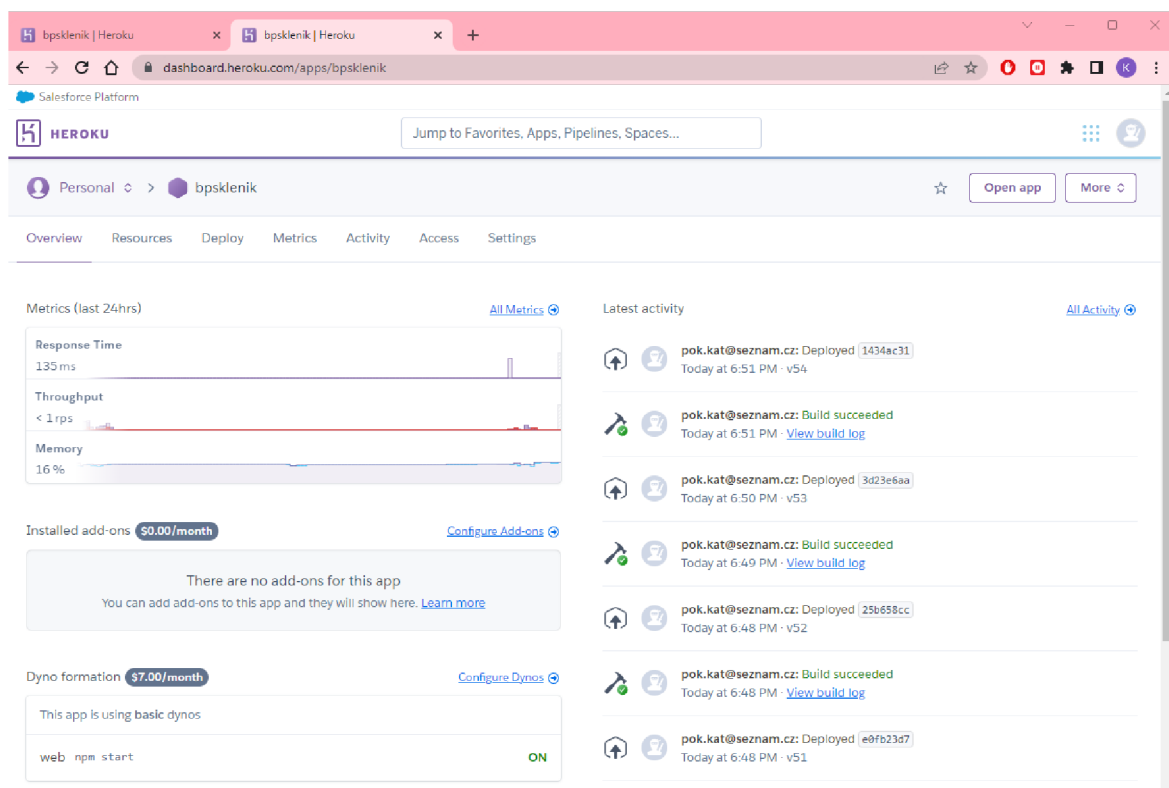 bpsklenik | Heroku
bpsklenik | Heroku
dashboard.heroku.com/apps/bpsklenik
K
Salesforce Platform
HEROKU
Jump to Favorites, Apps, Pipelines, Spaces...
Personal > bpsklenik
Open app
More
Overview Resources Deploy Metrics Activity Access Settings
Metrics (last 24hrs)
All Metrics
Response Time
135 ms
Throughput
< 1 rps
Memory
16 %
Installed add-ons $0.00/month
Configure Add-ons
There are no add-ons for this app
You can add add-ons to this app and they will show here. Learn more
Dyno formation $7.00/month
Configure Dynos
This app is using basic dynos
web npm start
ON
Latest activity
All Activity
pok.kat@seznam.cz: Deployed 1434ac31
Today at 6:51 PM · v54
pok.kat@seznam.cz: Build succeeded
Today at 6:51 PM · View build log
pok.kat@seznam.cz: Deployed 3d23e6aa
Today at 6:50 PM · v53
pok.kat@seznam.cz: Build succeeded
Today at 6:49 PM · View build log
pok.kat@seznam.cz: Deployed 25b658cc
Today at 6:48 PM · v52
pok.kat@seznam.cz: Build succeeded
Today at 6:48 PM · View build log
pok.kat@seznam.cz: Deployed e0fb23d7
Today at 6:48 PM · v51